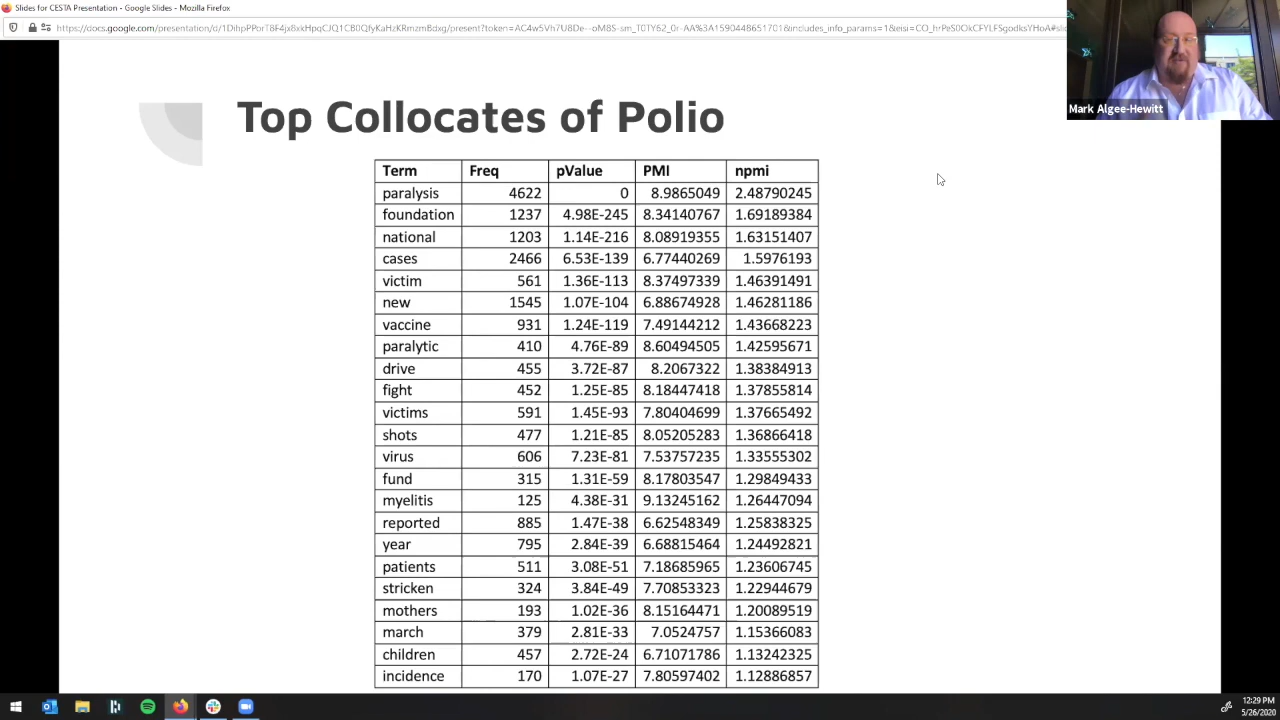 Slides for CESTA Presentation - Google Slides - Mozilla Firefox
Mark Algee-Hewitt
Top Collocates of Polio
Term Freq pValue PMI npmi
paralysis 4622 0 8.9865049 2.48790245
foundation 1237 4.98E-245 8.34140767 1.69189384
national 1203 1.14E-216 8.08919355 1.63151407
cases 2466 6.53E-139 6.77440269 1.5976193
victim 561 1.36E-113 8.37497339 1.46391491
new 1545 1.07E-104 6.88674928 1.46281186
vaccine 931 1.24E-119 7.49144212 1.43668223
paralytic 410 4.76E-89 8.60494505 1.42595671
drive 455 3.72E-87 8.2067322 1.38384913
fight 452 1.25E-85 8.18447418 1.37855814
victims 591 1.45E-93 7.80404699 1.37665492
shots 477 1.21E-85 8.05205283 1.36866418
virus 606 7.23E-81 7.53757235 1.33555302
fund 315 1.31E-59 8.17803547 1.29849433
myelitis 125 4.38E-31 9.13245162 1.26447094
reported 885 1.47E-38 6.62548349 1.25838325
year 795 2.84E-39 6.68815464 1.24492821
patients 511 3.08E-51 7.18685965 1.23606745
stricken 324 3.84E-49 7.70853323 1.22944679
mothers 193 1.02E-36 8.15164471 1.20089519
march 379 2.81E-33 7.0524757 1.15366083
children 457 2.72E-24 6.71071786 1.13242325
incidence 170 1.07E-27 7.80597402 1.12886857
12:29 PM
5/26/2020